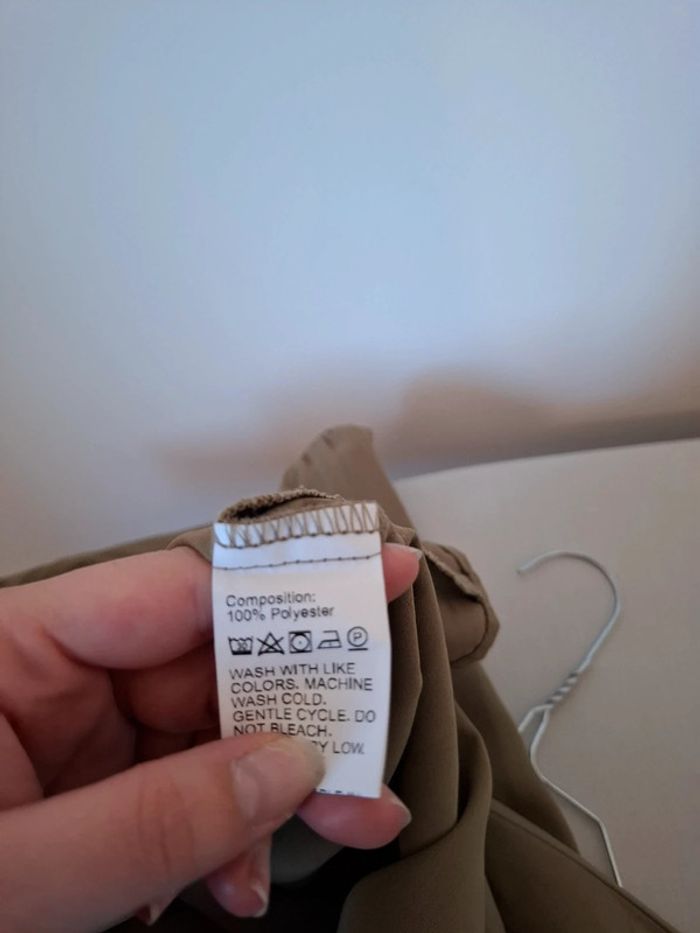 Composition:
100% Polyester
WASH WITH LIKE
COLORS. MACHINE
WASH COLD.
GENTLE CYCLE. DO
NOT BLEACH.
LOW.